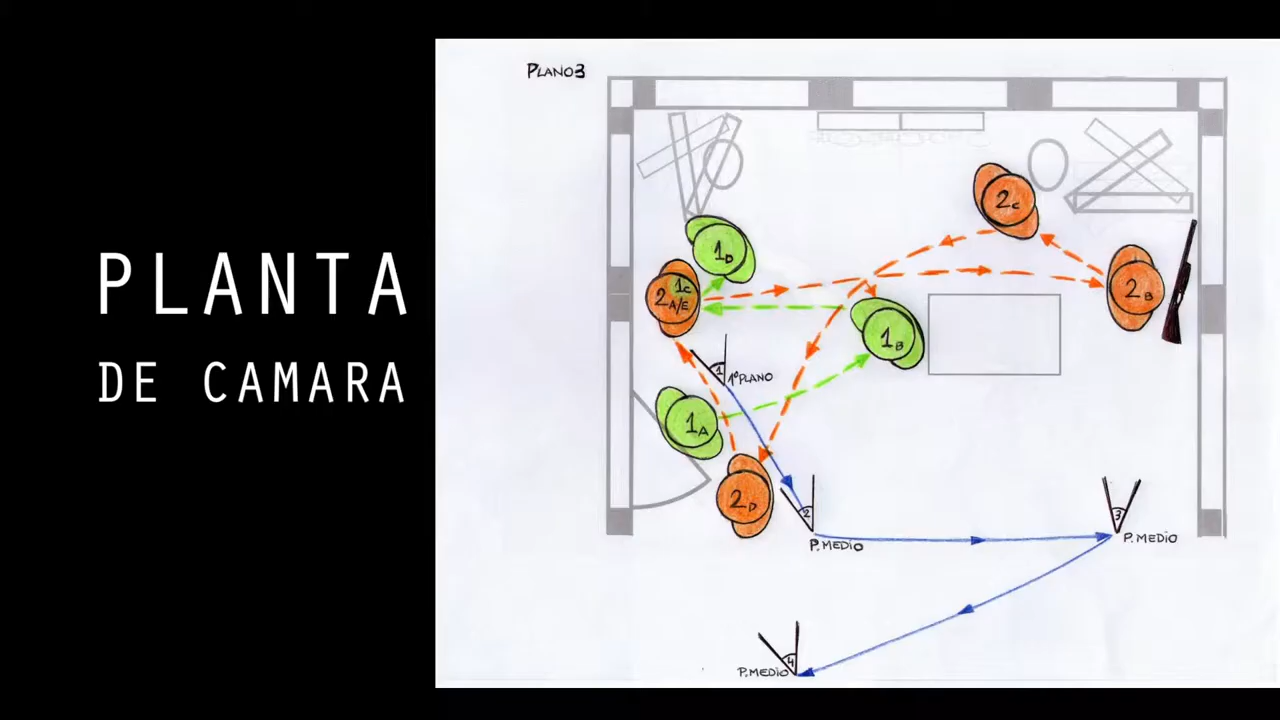 PLANTA
DE CAMARA
PLANO3
2C
1D
1C
2A/E
2B
1B
1
1º PLANO
1A
2D
2
P.MEDIO
3
P.MEDIO
4
P.MEDIO